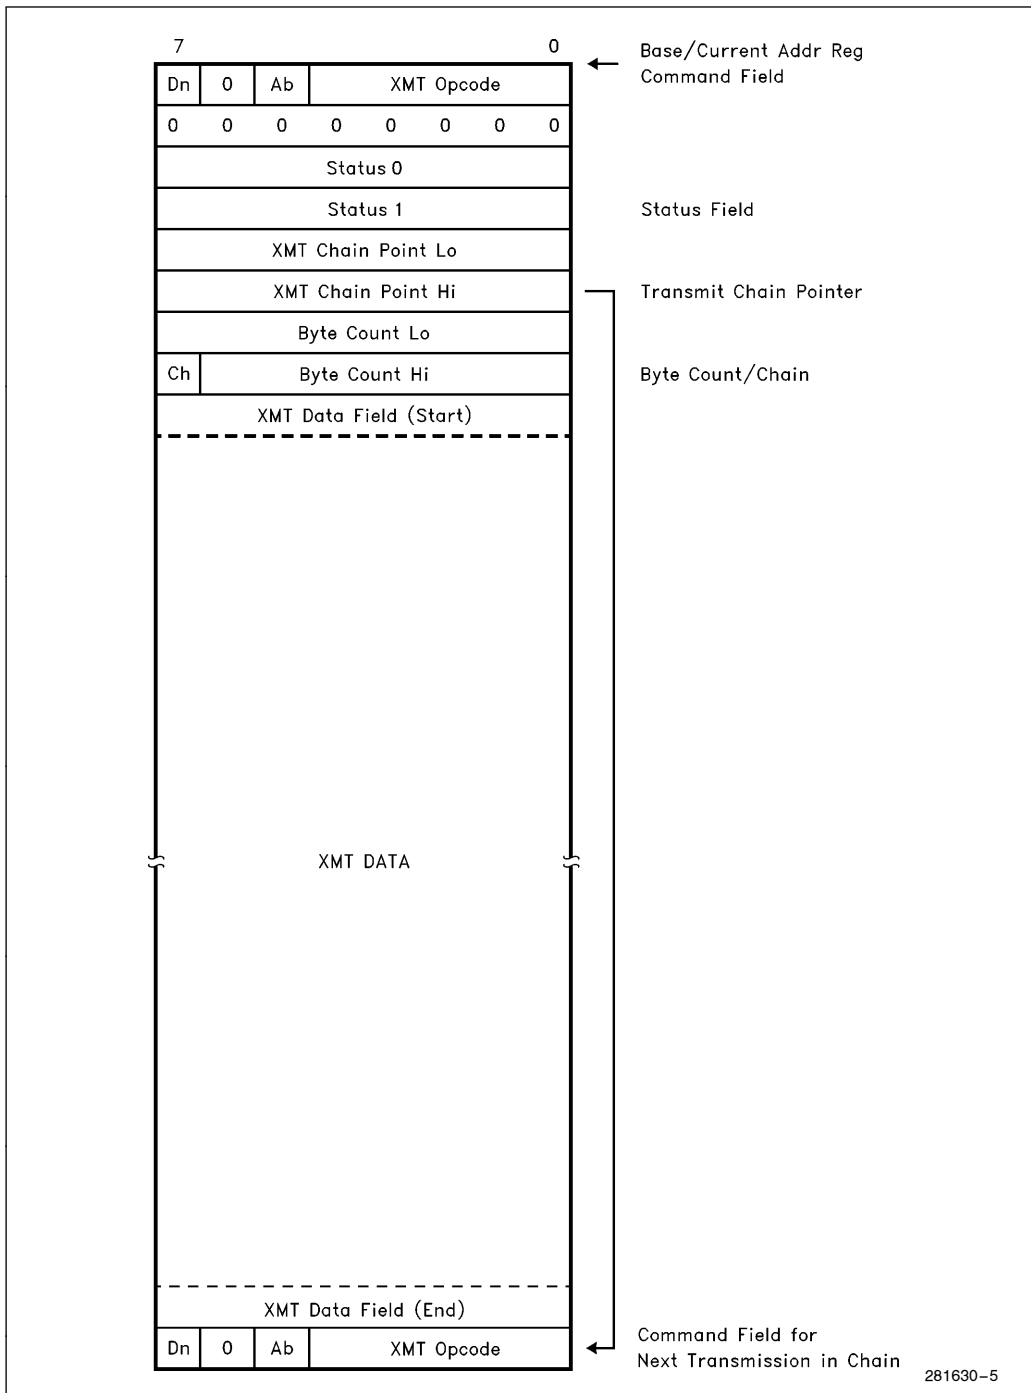 7 0 Base/Current Addr Reg
Command Field
Dn 0 Ab XMT Opcode
0 0 0 0 0 0 0 0
Status 0
Status 1 Status Field
XMT Chain Point Lo
XMT Chain Point Hi Transmit Chain Pointer
Byte Count Lo
Ch Byte Count Hi Byte Count/Chain
XMT Data Field (Start)
XMT DATA
XMT Data Field (End)
Dn 0 Ab XMT Opcode Command Field for
Next Transmission in Chain
281630-5